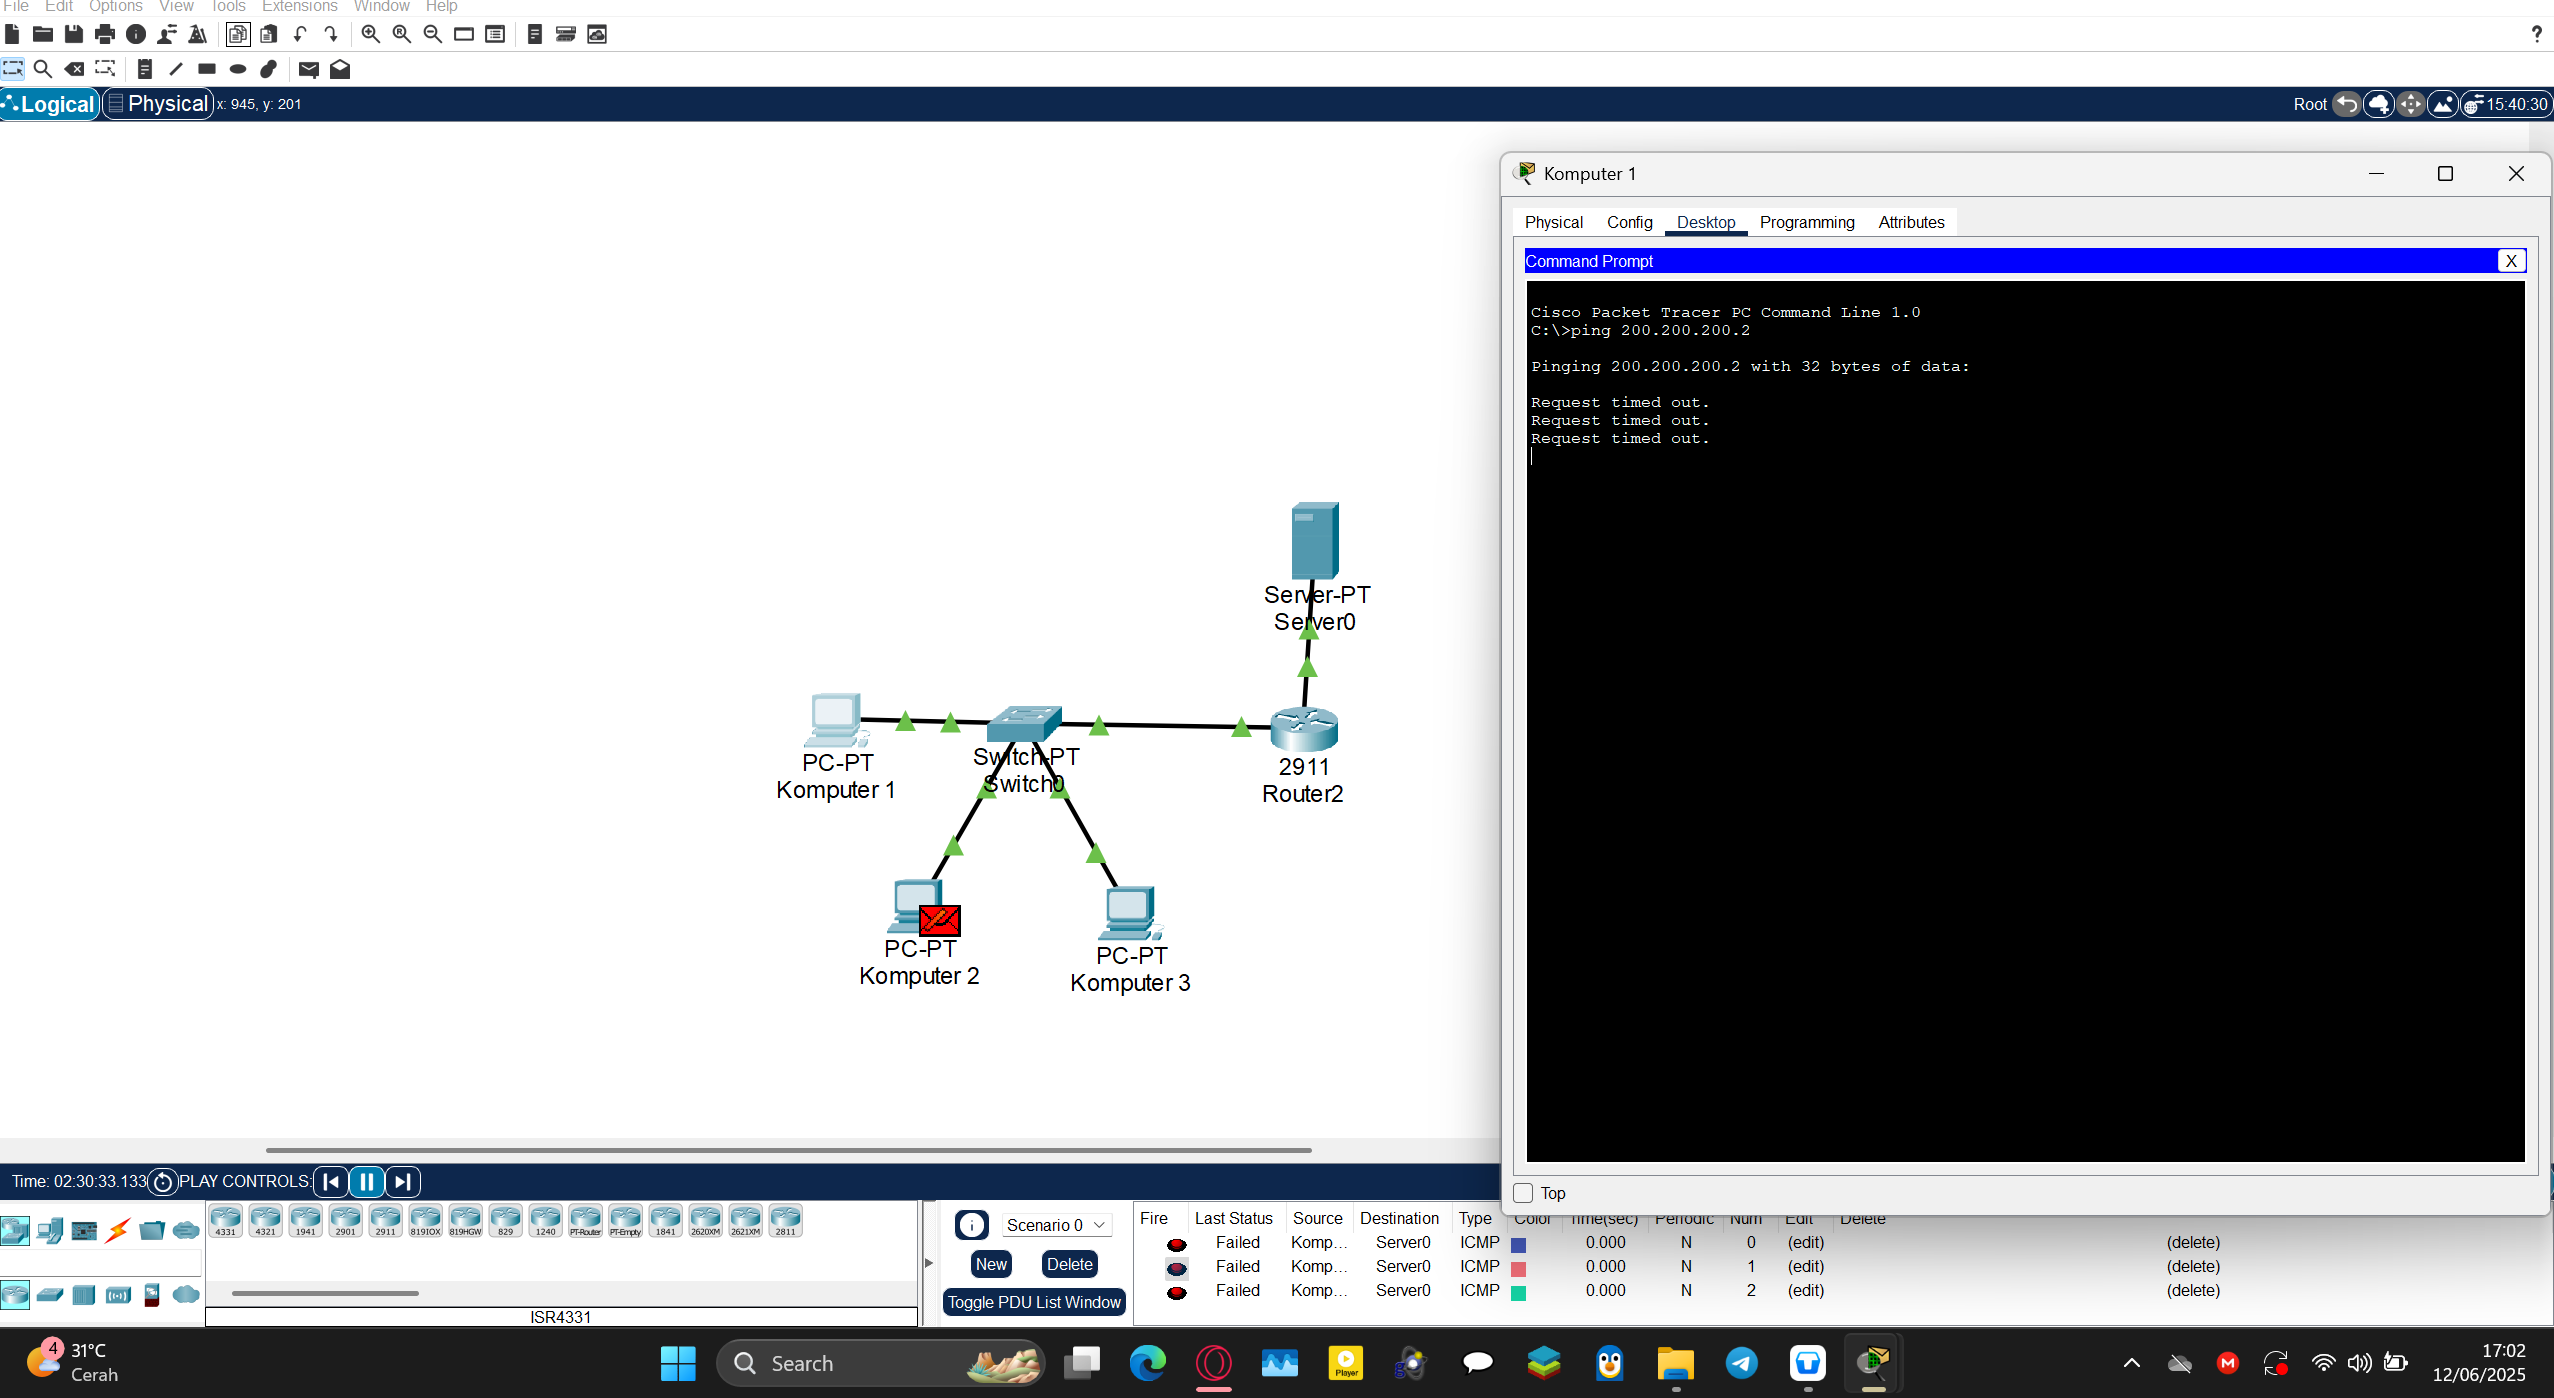 File Edit Options View Tools Extensions Window Help
?
Logical Physical x: 945, y: 201
Root 15:40:30
Komputer 1
Physical Config Desktop Programming Attributes
Command Prompt X
Cisco Packet Tracer PC Command Line 1.0
C:\>ping 200.200.200.2
Pinging 200.200.200.2 with 32 bytes of data:
Request timed out.
Request timed out.
Request timed out.
Top
Server-PT
Server0
PC-PT
Komputer 1
Switch-PT
Switch0
2911
Router2
PC-PT
Komputer 2
PC-PT
Komputer 3
Time: 02:30:33.133 PLAY CONTROLS:
4331 4321 1941 2901 2911 819IOX 819HGW 829 1240 PT-Router PT-Empty 1841 2620XM 2621XM 2811
ISR4331
Scenario 0
New Delete
Toggle PDU List Window
Fire Last Status Source Destination Type Color Time(sec) Periodic Num Edit Delete
Failed Komp... Server0 ICMP 0.000 N 0 (edit) (delete)
Failed Komp... Server0 ICMP 0.000 N 1 (edit) (delete)
Failed Komp... Server0 ICMP 0.000 N 2 (edit) (delete)
4
31°C
Cerah
Search
Player
M
17:02
12/06/2025